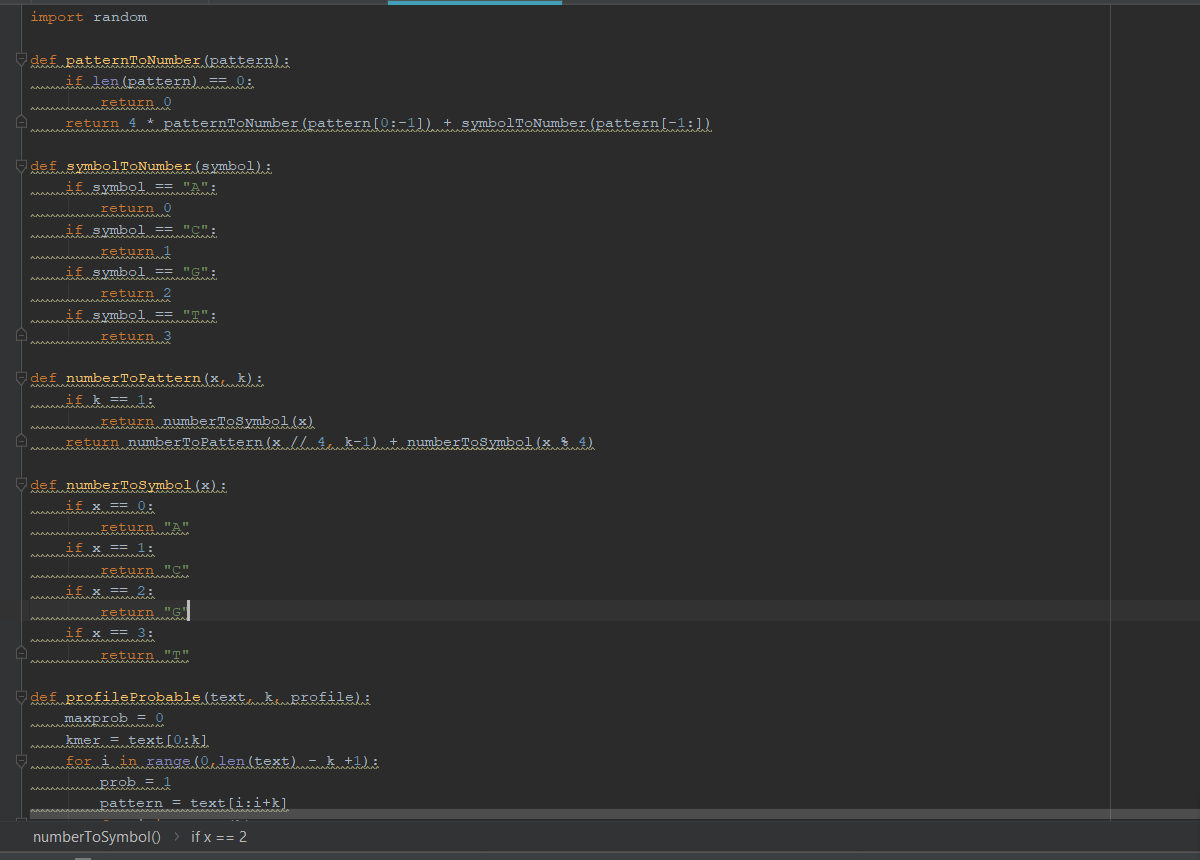 import random
def patternToNumber(pattern):
    if len(pattern) == 0:
        return 0
    return 4 * patternToNumber(pattern[0:-1]) + symbolToNumber(pattern[-1:])
def symbolToNumber(symbol):
    if symbol == "A":
        return 0
    if symbol == "C":
        return 1
    if symbol == "G":
        return 2
    if symbol == "T":
        return 3
def numberToPattern(x, k):
    if k == 1:
        return numberToSymbol(x)
    return numberToPattern(x // 4, k-1) + numberToSymbol(x % 4)
def numberToSymbol(x):
    if x == 0:
        return "A"
    if x == 1:
        return "C"
    if x == 2:
        return "G"
    if x == 3:
        return "T"
def profileProbable(text, k, profile):
    maxprob = 0
    kmer = text[0:k]
    for i in range(0,len(text) - k +1):
        prob = 1
        pattern = text[i:i+k]
numberToSymbol() > if x == 2